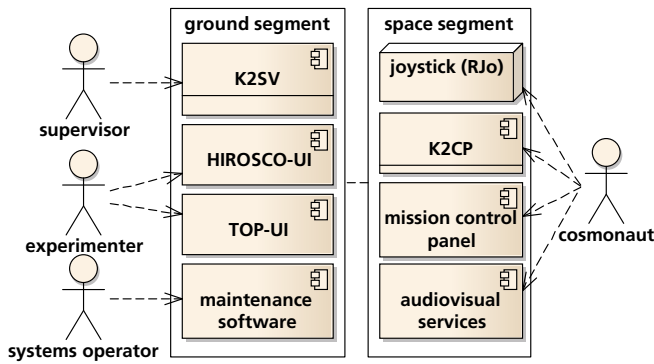 ground segment
space segment
K2SV
joystick (RJo)
supervisor
HIROSCO-UI
K2CP
experimenter
TOP-UI
mission control
panel
cosmonaut
maintenance
software
audiovisual
services
systems operator